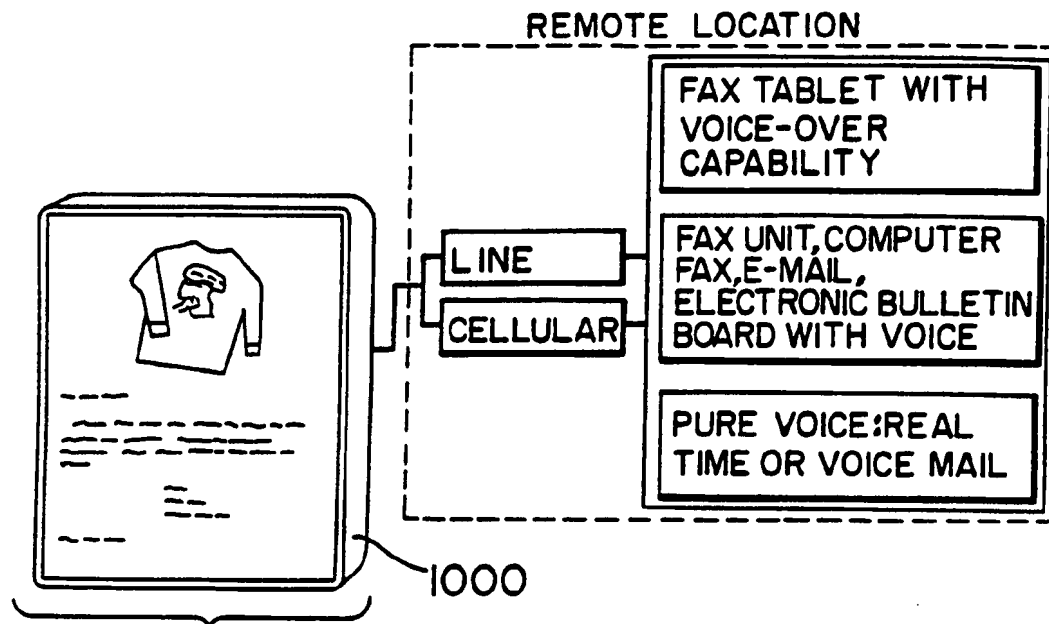 REMOTE LOCATION
FAX TABLET WITH
VOICE-OVER
CAPABILITY
LINE
CELLULAR
FAX UNIT,COMPUTER
FAX,E-MAIL,
ELECTRONIC BULLETIN
BOARD WITH VOICE
PURE VOICE:REAL
TIME OR VOICE MAIL
1000